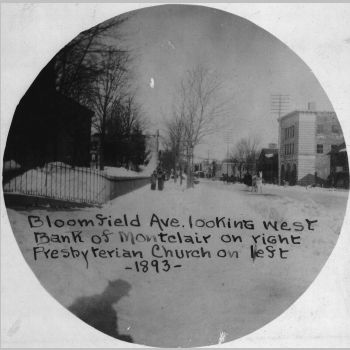 Bloomfield Ave. looking west
Bank of Montclair on right
Presbyterian Church on left
-1893-